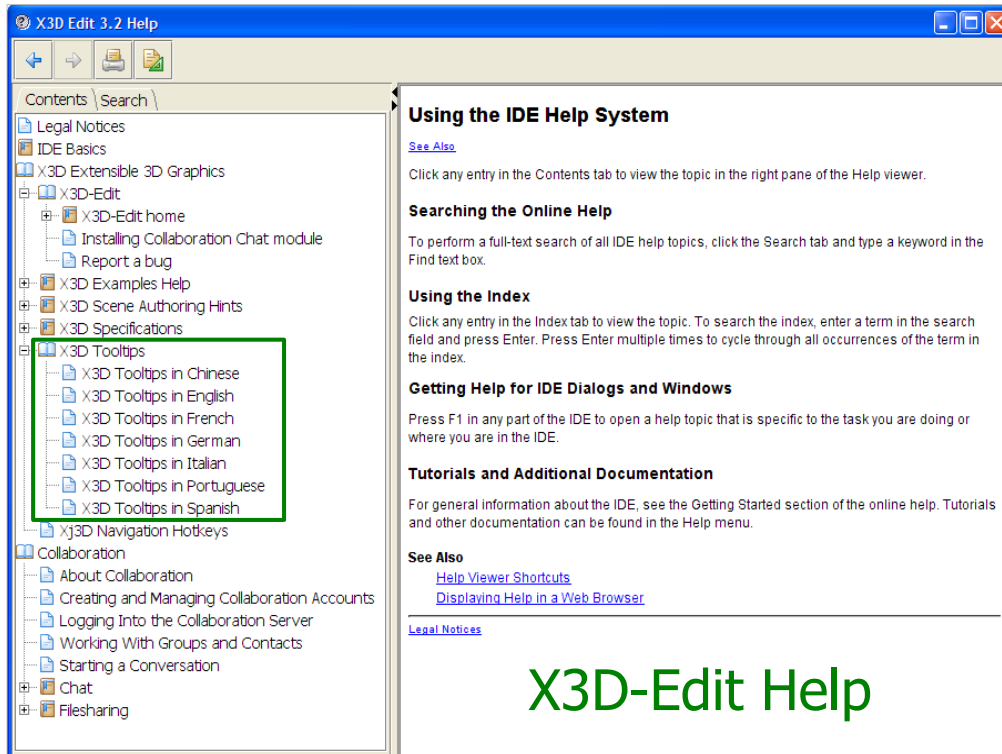 X3D Edit 3.2 Help
Contents
Search
Legal Notices
IDE Basics
X3D Extensible 3D Graphics
X3D-Edit
X3D-Edit home
Installing Collaboration Chat module
Report a bug
X3D Examples Help
X3D Scene Authoring Hints
X3D Specifications
X3D Tooltips
X3D Tooltips in Chinese
X3D Tooltips in English
X3D Tooltips in French
X3D Tooltips in German
X3D Tooltips in Italian
X3D Tooltips in Portuguese
X3D Tooltips in Spanish
Xj3D Navigation Hotkeys
Collaboration
About Collaboration
Creating and Managing Collaboration Accounts
Logging Into the Collaboration Server
Working With Groups and Contacts
Starting a Conversation
Chat
Filesharing
Using the IDE Help System
See Also
Click any entry in the Contents tab to view the topic in the right pane of the Help viewer.
Searching the Online Help
To perform a full-text search of all IDE help topics, click the Search tab and type a keyword in the
Find text box.
Using the Index
Click any entry in the Index tab to view the topic. To search the index, enter a term in the search
field and press Enter. Press Enter multiple times to cycle through all occurrences of the term in
the index.
Getting Help for IDE Dialogs and Windows
Press F1 in any part of the IDE to open a help topic that is specific to the task you are doing or
where you are in the IDE.
Tutorials and Additional Documentation
For general information about the IDE, see the Getting Started section of the online help. Tutorials
and other documentation can be found in the Help menu.
See Also
Help Viewer Shortcuts
Displaying Help in a Web Browser
Legal Notices
X3D-Edit Help